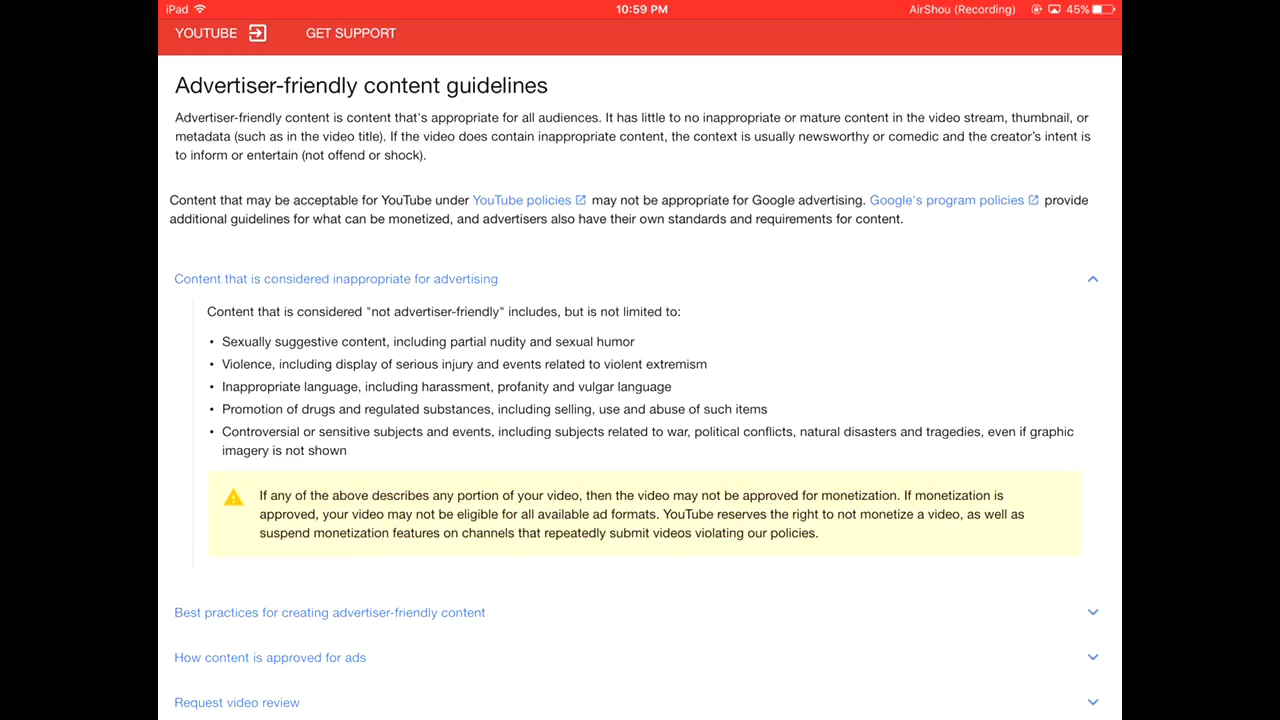 iPad 10:59 PM AirShou (Recording) 45%
YOUTUBE GET SUPPORT
Advertiser-friendly content guidelines
Advertiser-friendly content is content that's appropriate for all audiences. It has little to no inappropriate or mature content in the video stream, thumbnail, or
metadata (such as in the video title). If the video does contain inappropriate content, the context is usually newsworthy or comedic and the creator's intent is
to inform or entertain (not offend or shock).
Content that may be acceptable for YouTube under YouTube policies may not be appropriate for Google advertising. Google's program policies provide
additional guidelines for what can be monetized, and advertisers also have their own standards and requirements for content.
Content that is considered inappropriate for advertising
Content that is considered "not advertiser-friendly" includes, but is not limited to:
• Sexually suggestive content, including partial nudity and sexual humor
• Violence, including display of serious injury and events related to violent extremism
• Inappropriate language, including harassment, profanity and vulgar language
• Promotion of drugs and regulated substances, including selling, use and abuse of such items
• Controversial or sensitive subjects and events, including subjects related to war, political conflicts, natural disasters and tragedies, even if graphic
imagery is not shown
If any of the above describes any portion of your video, then the video may not be approved for monetization. If monetization is
approved, your video may not be eligible for all available ad formats. YouTube reserves the right to not monetize a video, as well as
suspend monetization features on channels that repeatedly submit videos violating our policies.
Best practices for creating advertiser-friendly content
How content is approved for ads
Request video review